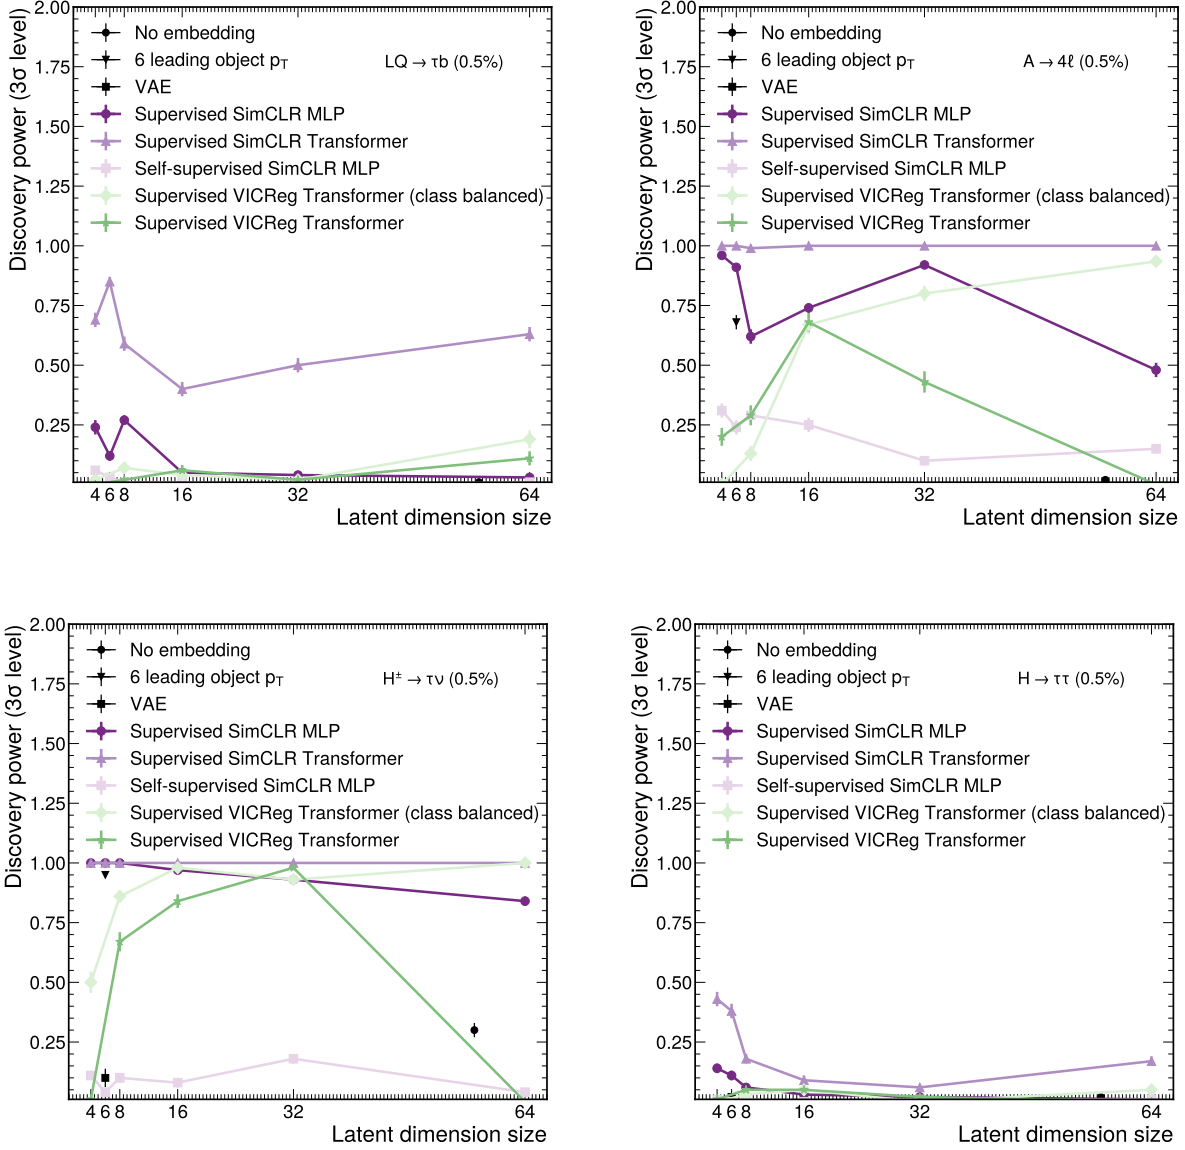 Discovery power (3σ level)
2.00
1.75
1.50
1.25
1.00
0.75
0.50
0.25
No embedding
6 leading object pT
VAE
Supervised SimCLR MLP
Supervised SimCLR Transformer
Self-supervised SimCLR MLP
Supervised VICReg Transformer (class balanced)
Supervised VICReg Transformer
LQ → τb (0.5%)
4 6 8 16 32 64
Latent dimension size
Discovery power (3σ level)
2.00
1.75
1.50
1.25
1.00
0.75
0.50
0.25
No embedding
6 leading object pT
VAE
Supervised SimCLR MLP
Supervised SimCLR Transformer
Self-supervised SimCLR MLP
Supervised VICReg Transformer (class balanced)
Supervised VICReg Transformer
A → 4ℓ (0.5%)
4 6 8 16 32 64
Latent dimension size
Discovery power (3σ level)
2.00
1.75
1.50
1.25
1.00
0.75
0.50
0.25
No embedding
6 leading object pT
VAE
Supervised SimCLR MLP
Supervised SimCLR Transformer
Self-supervised SimCLR MLP
Supervised VICReg Transformer (class balanced)
Supervised VICReg Transformer
H± → τν (0.5%)
4 6 8 16 32 64
Latent dimension size
Discovery power (3σ level)
2.00
1.75
1.50
1.25
1.00
0.75
0.50
0.25
No embedding
6 leading object pT
VAE
Supervised SimCLR MLP
Supervised SimCLR Transformer
Self-supervised SimCLR MLP
Supervised VICReg Transformer (class balanced)
Supervised VICReg Transformer
H → ττ (0.5%)
4 6 8 16 32 64
Latent dimension size